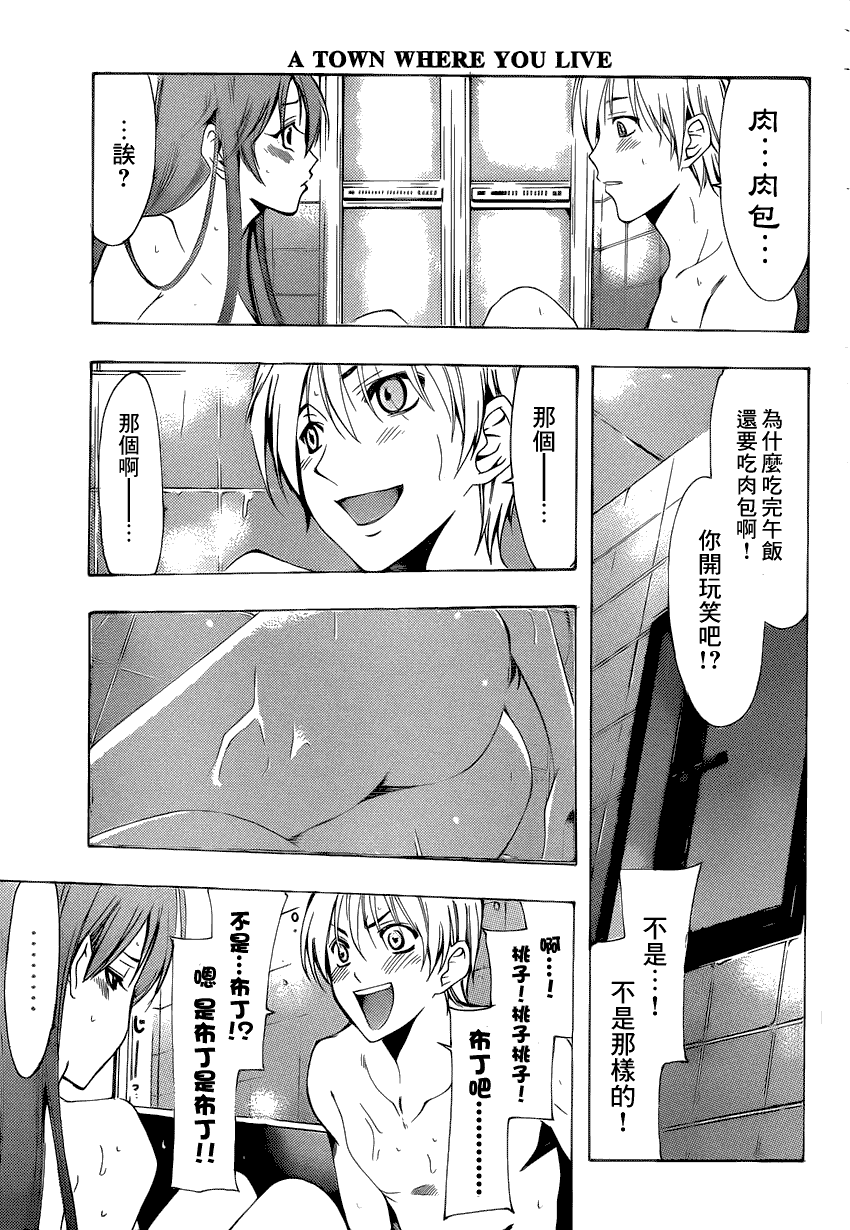 A TOWN WHERE YOU LIVE
肉…肉包…
…誒?
為什麼吃完午飯
還要吃肉包啊!
你開玩笑吧!?
不是…!
不是那樣的!
那個——…
那個啊——…
啊…!
桃子!桃子桃子!
布丁吧…………
不是…布丁!?
嗯 是布丁是布丁!!
じーっ…
………